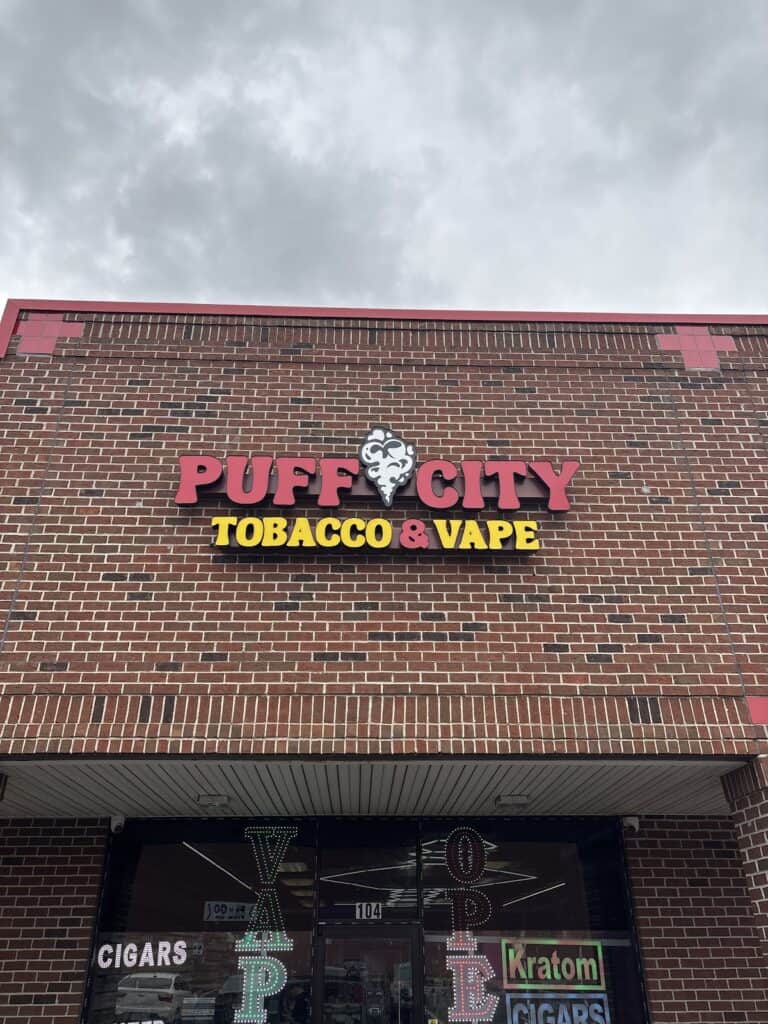 PUFF CITY
TOBACCO & VAPE
104
CIGARS
VAP
OPE
Kratom
CIGARS